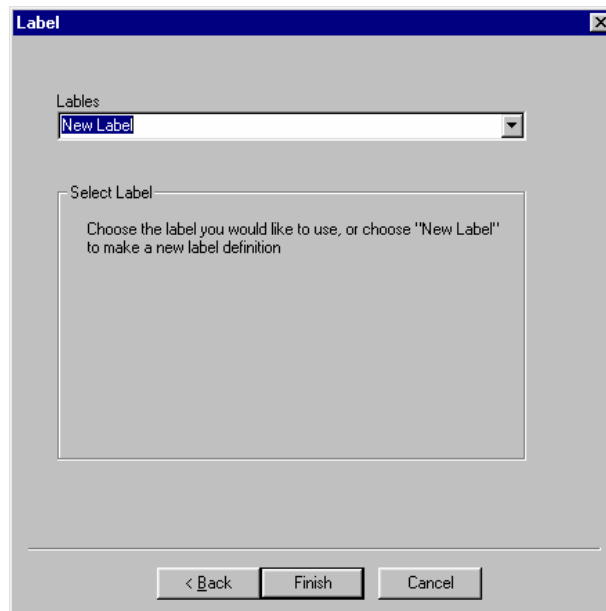 Label
Lables
New Label
Select Label
Choose the label you would like to use, or choose "New Label"
to make a new label definition
< Back
Finish
Cancel